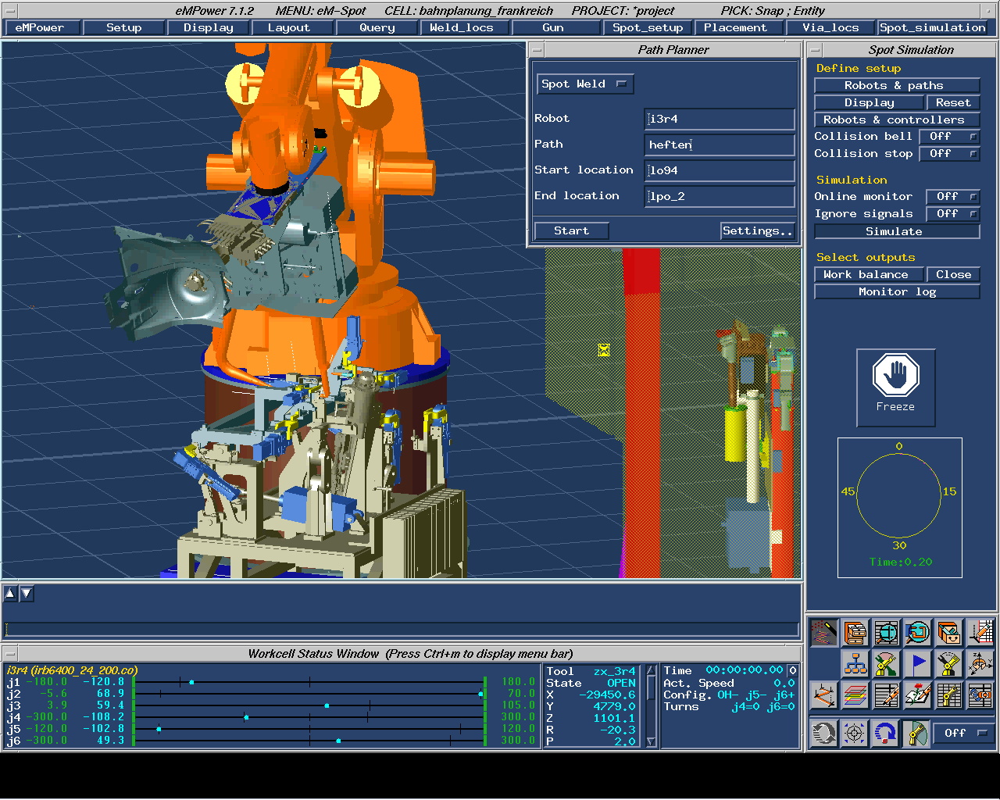 eMPower 7.1.2 MENU: eM-Spot CELL: bahnplanung_frankreich PROJECT: *project PICK: Snap ; Entity
eMPower Setup Display Layout Query Weld_locs Gun Spot_setup Placement Via_locs Spot_simulation
Path Planner
Spot Weld
Robot i3r4
Path heften
Start location lo94
End location lpo_2
Start Settings..
Spot Simulation
Define setup
Robots & paths
Display Reset
Robots & controllers
Collision bell Off
Collision stop Off
Simulation
Online monitor Off
Ignore signals Off
Simulate
Select outputs
Work balance Close
Monitor log
Freeze
0
45 15
30
Time:0.20
Workcell Status Window (Press Ctrl+m to display menu bar)
i3r4 (irb6400_24_200.co)
j1 -180.0 -120.8 180.0
j2 -5.6 68.9 70.0
j3 3.9 59.4 105.0
j4 -300.0 -108.2 300.0
j5 -120.0 -102.8 120.0
j6 -300.0 49.3 300.0
Tool zx_3r4
State OPEN
X -29450.6
Y 4779.0
Z 1101.1
R -20.3
P 2.0
Time 00:00:00.00 0
Act. Speed 0.0
Config. OH- j5- j6+
Turns j4=0 j6=0
Off